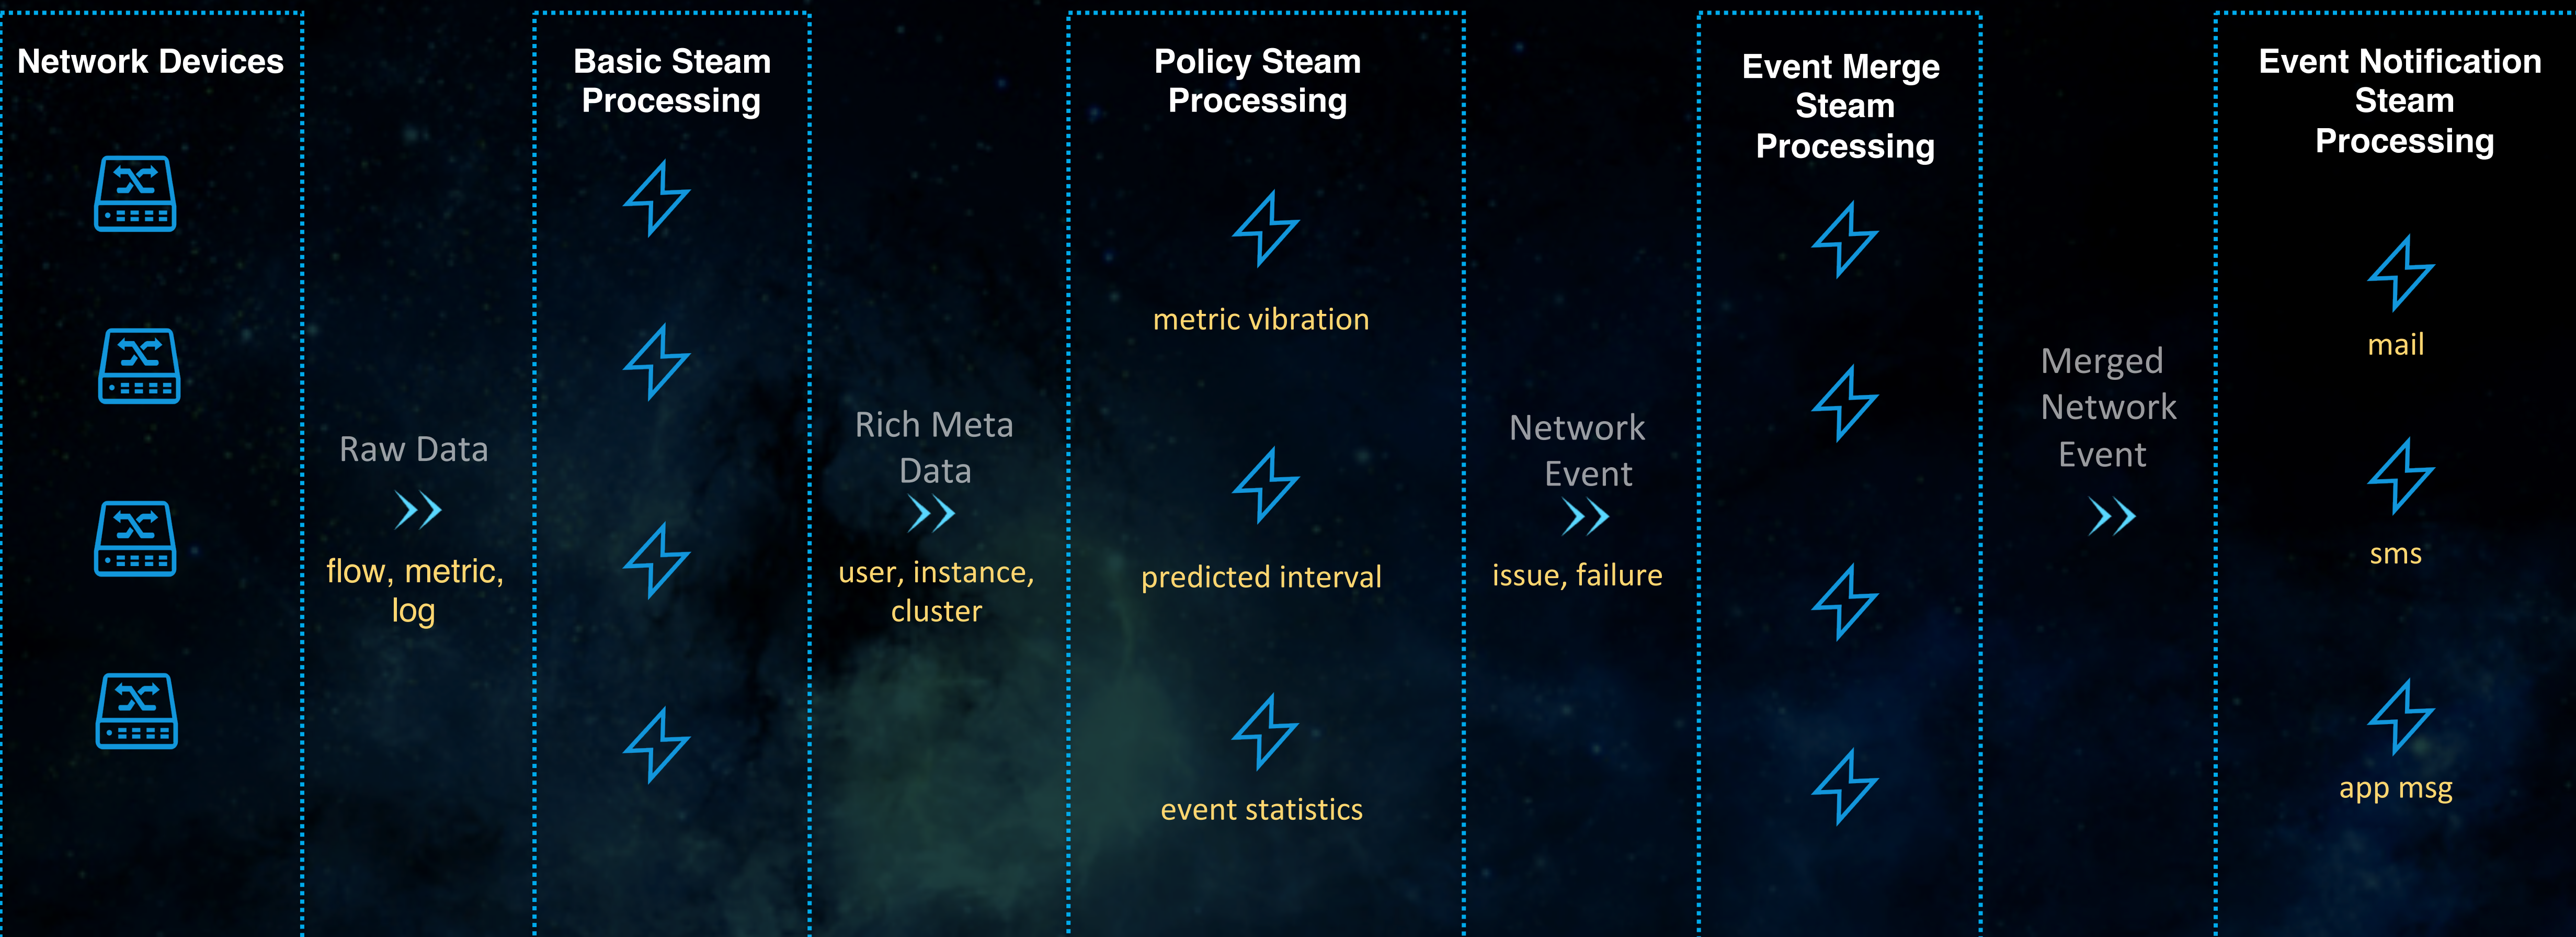 Network Devices
Raw Data
flow, metric,
log
Basic Steam
Processing
Rich Meta
Data
user, instance,
cluster
Policy Steam
Processing
metric vibration
predicted interval
event statistics
Network
Event
issue, failure
Event Merge
Steam
Processing
Merged
Network
Event
Event Notification
Steam
Processing
mail
sms
app msg